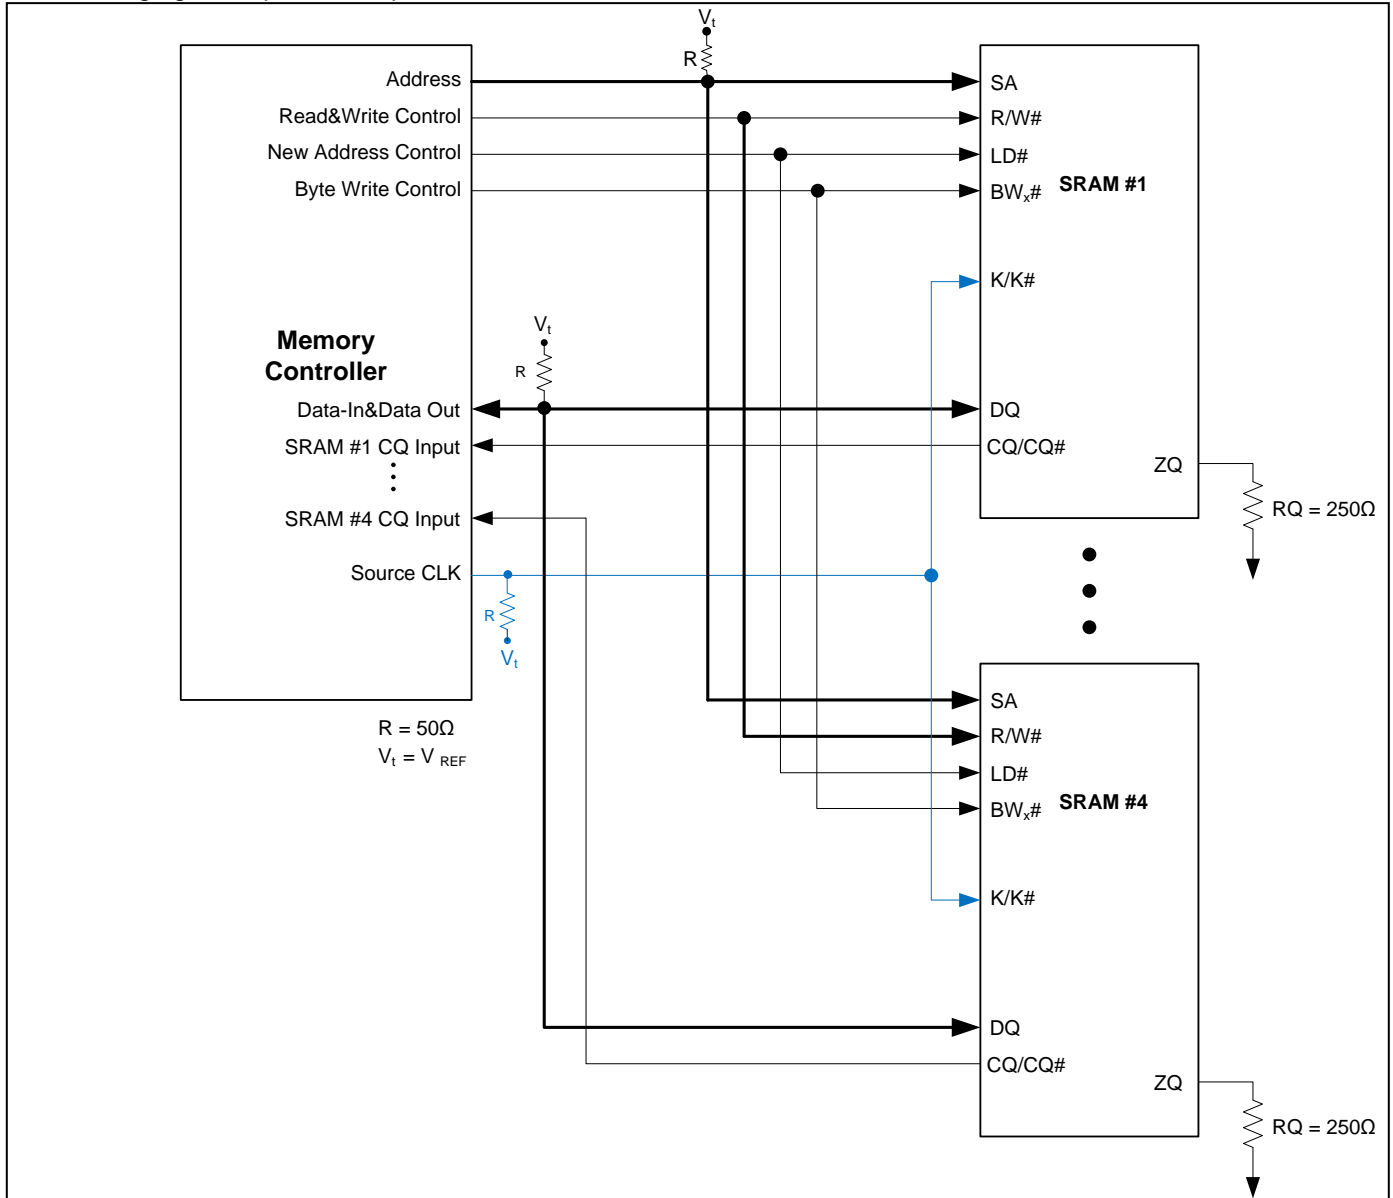 Vt
R
Address
Read&Write Control
New Address Control
Byte Write Control
SA
R/W#
LD#
BWx#
SRAM #1
K/K#
Memory
Controller
Vt
R
Data-In&Data Out
SRAM #1 CQ Input
SRAM #4 CQ Input
Source CLK
DQ
CQ/CQ#
ZQ
RQ = 250Ω
R
Vt
R = 50Ω
Vt = V REF
SA
R/W#
LD#
BWx#
SRAM #4
K/K#
DQ
CQ/CQ#
ZQ
RQ = 250Ω